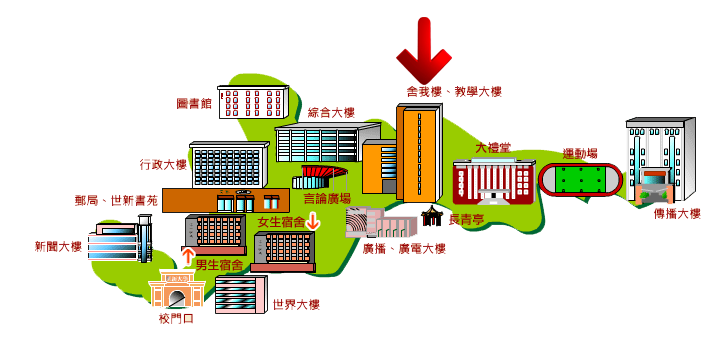 舍我樓、教學大樓
圖書館
綜合大樓
大禮堂
運動場
行政大樓
郵局、世新書苑
言論廣場
傳播大樓
女生宿舍
長青亭
新聞大樓
廣播、廣電大樓
男生宿舍
世界大樓
校門口